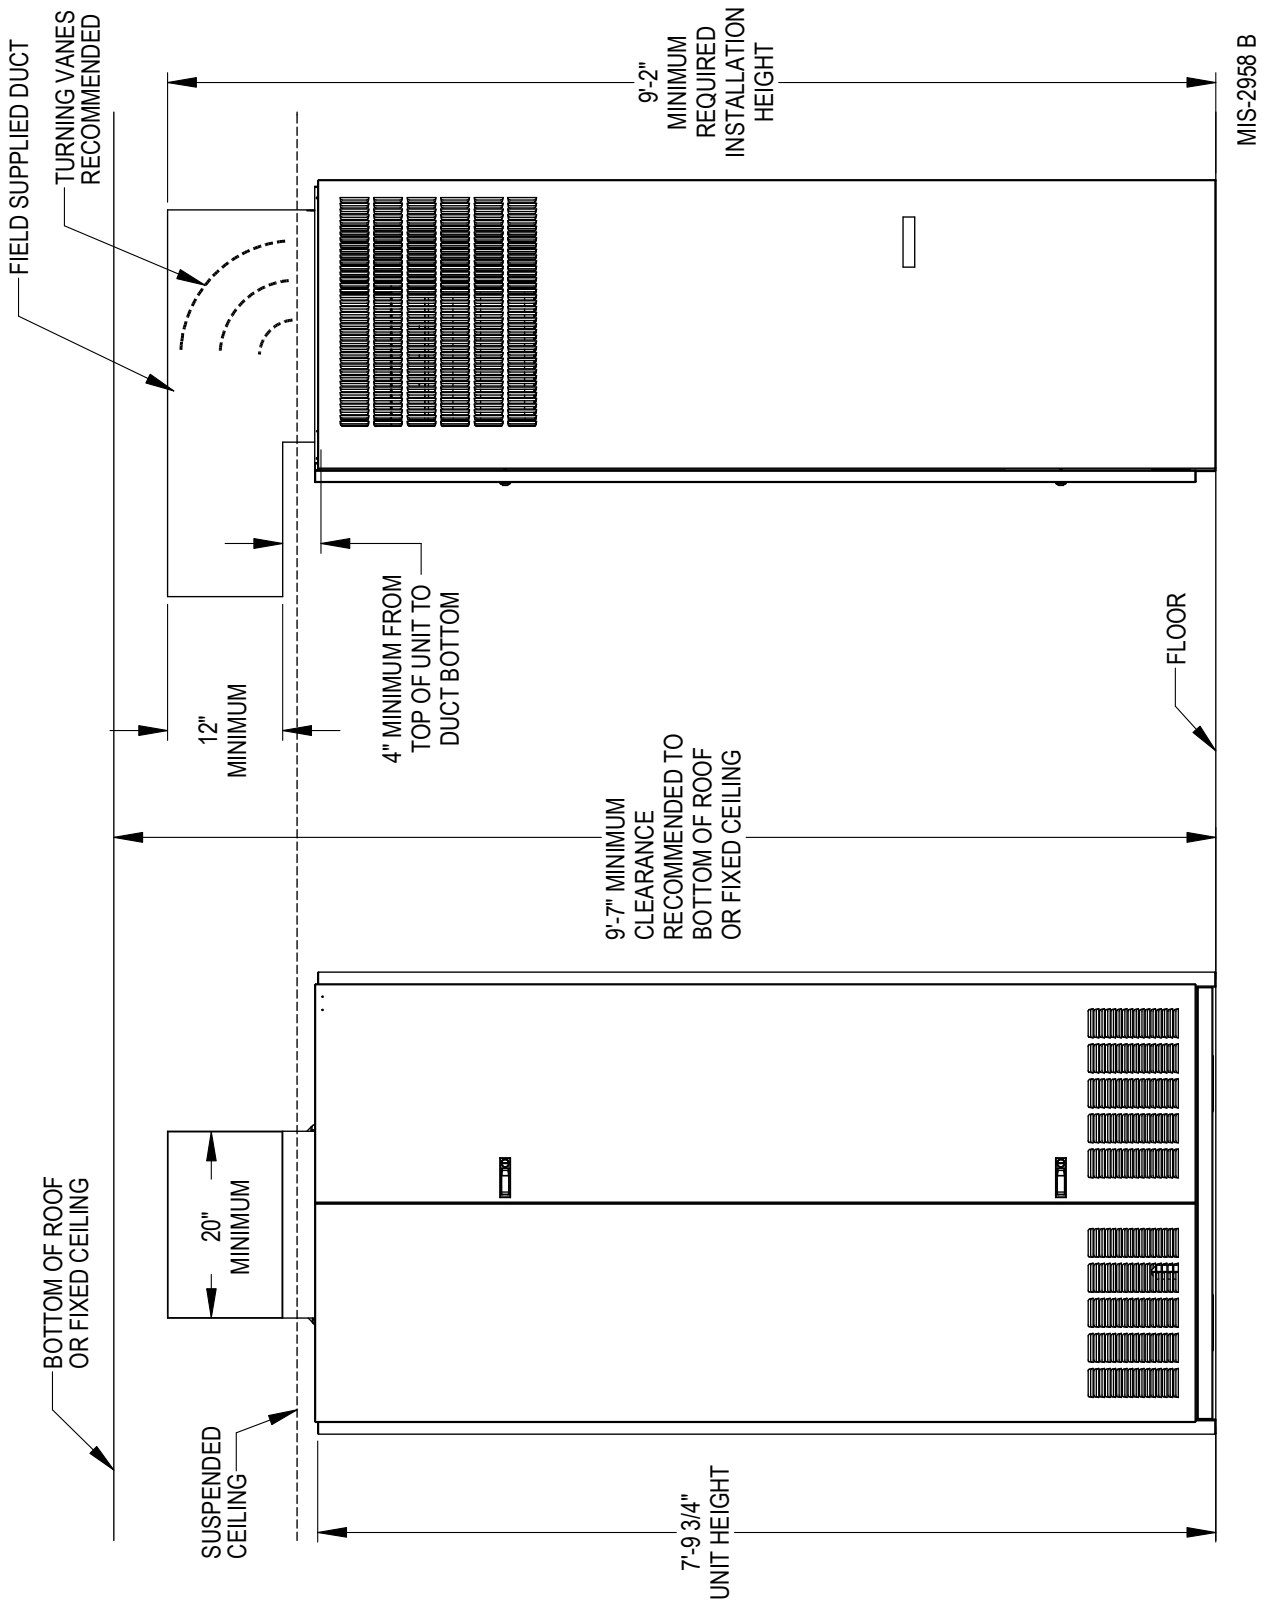 BOTTOM OF ROOF
OR FIXED CEILING
SUSPENDED
CEILING
20"
MINIMUM
7'-9 3/4"
UNIT HEIGHT
9'-7" MINIMUM
CLEARANCE
RECOMMENDED TO
BOTTOM OF ROOF
OR FIXED CEILING
12"
MINIMUM
4" MINIMUM FROM
TOP OF UNIT TO
DUCT BOTTOM
FIELD SUPPLIED DUCT
TURNING VANES
RECOMMENDED
9'-2"
MINIMUM
REQUIRED
INSTALLATION
HEIGHT
FLOOR
MIS-2958 B